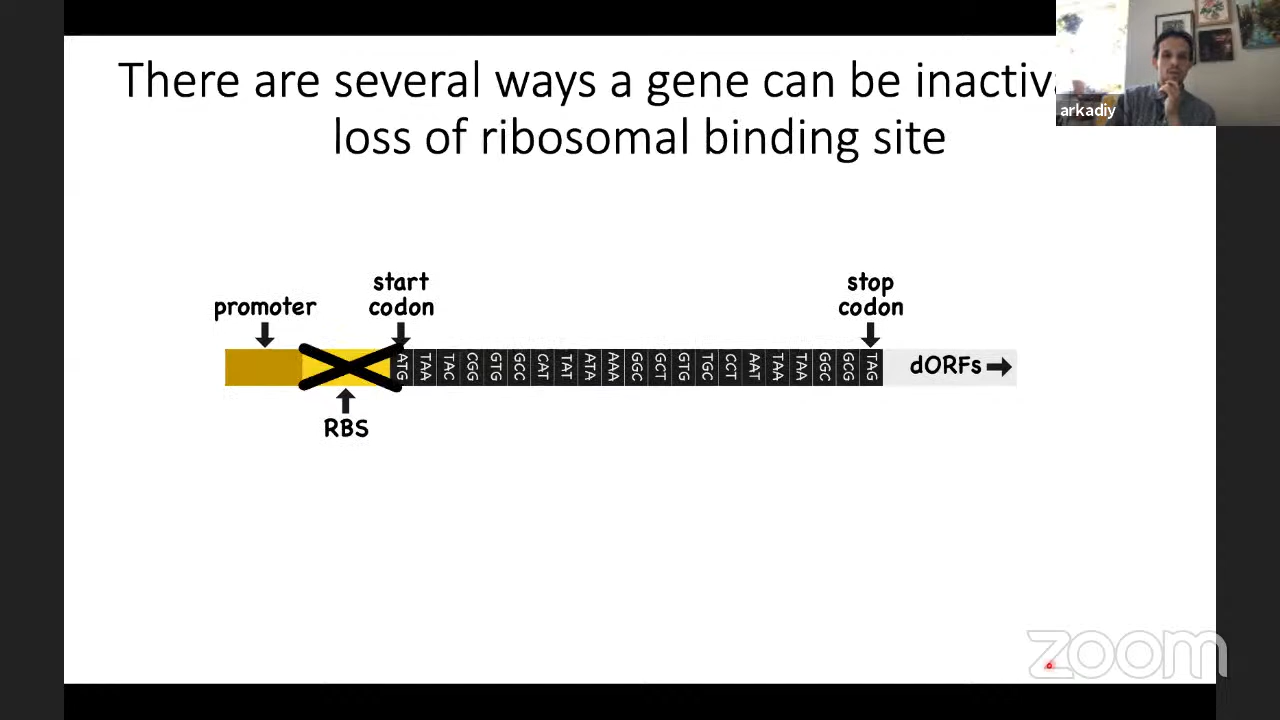 There are several ways a gene can be inactiva
loss of ribosomal binding site
arkadiy
start
codon
promoter
stop
codon
ATG TAA TAC CGG GTG GCC CAT TAT ATA AAA GGC GCT GTG TGC CCT AAT TAA TAA GGC GCG TAG
dORFs
RBS
zoom